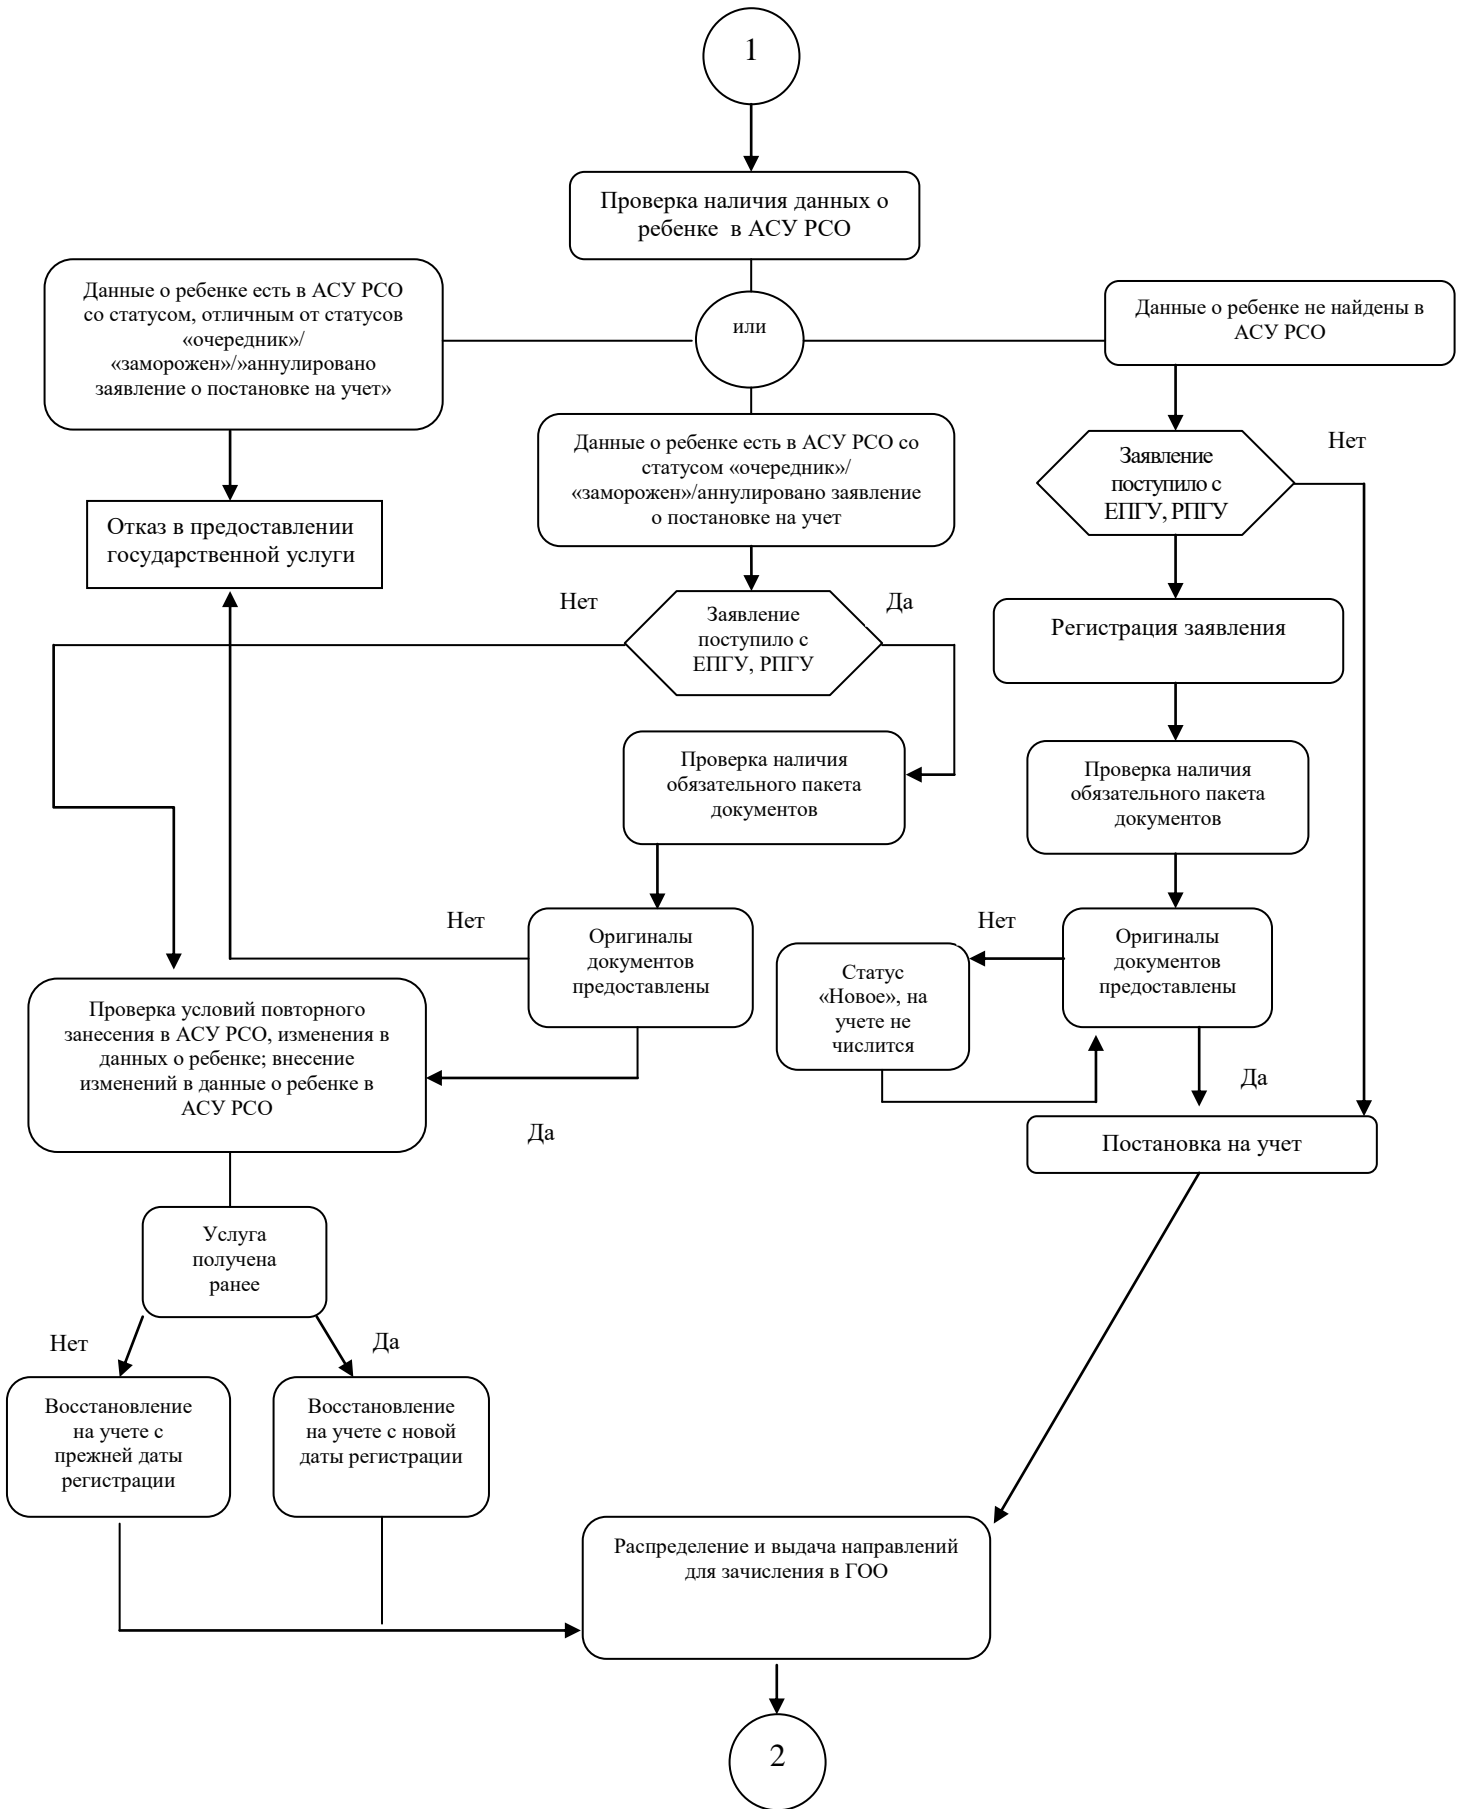 1
Проверка наличия данных о
ребенке в АСУ РСО
Данные о ребенке есть в АСУ РСО
со статусом, отличным от статусов
«очередник»/
«заморожен»/»аннулировано
заявление о постановке на учет»
или
Данные о ребенке не найдены в
АСУ РСО
Данные о ребенке есть в АСУ РСО со
статусом «очередник»/
«заморожен»/аннулировано заявление
о постановке на учет
Заявление
поступило с
ЕПГУ, РПГУ
Нет
Отказ в предоставлении
государственной услуги
Нет
Заявление
поступило с
ЕПГУ, РПГУ
Да
Регистрация заявления
Проверка наличия
обязательного пакета
документов
Проверка наличия
обязательного пакета
документов
Нет
Оригиналы
документов
предоставлены
Нет
Оригиналы
документов
предоставлены
Статус
«Новое», на
учете не
числится
Проверка условий повторного
занесения в АСУ РСО, изменения в
данных о ребенке; внесение
изменений в данные о ребенке в
АСУ РСО
Да
Да
Постановка на учет
Услуга
получена
ранее
Нет
Да
Восстановление
на учете с
прежней даты
регистрации
Восстановление
на учете с новой
даты регистрации
Распределение и выдача направлений
для зачисления в ГОО
2